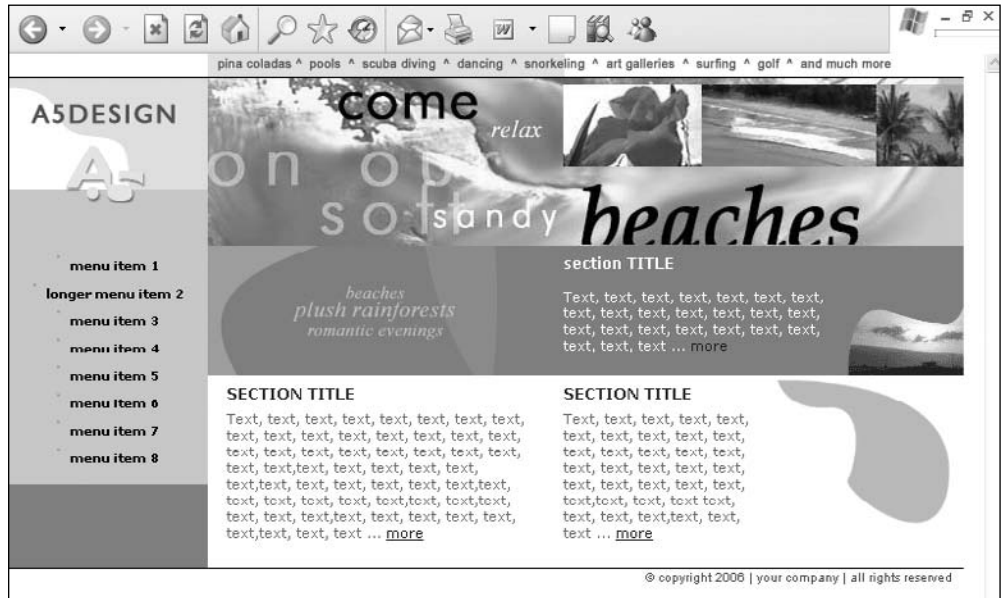 pina coladas ^ pools ^ scuba diving ^ dancing ^ snorkeling ^ art galleries ^ surfing ^ golf ^ and much more
A5DESIGN
A5
come
relax
on our
soft sandy
beaches
menu item 1
longer menu item 2
menu item 3
menu item 4
menu item 5
menu item 6
menu item 7
menu item 8
beaches
plush rainforests
romantic evenings
section TITLE
Text, text, text, text, text, text, text,
text, text, text, text, text, text, text,
text, text, text, text, text, text, text,
text, text, text ... more
SECTION TITLE
Text, text, text, text, text, text, text, text,
text, text, text, text, text, text, text, text,
text, text, text, text, text, text, text, text,
text, text,text, text, text, text, text,
text,text, text, text, text, text, text,text,
text, text, text, text, text,text, text,text,
text, text, text,text, text, text, text, text,
text,text, text, text ... more
SECTION TITLE
Text, text, text, text, text,
text, text, text, text, text,
text, text, text, text, text,
text, text, text, text, text,
text, text, text, text, text,
text,text, text, text text,
text, text, text,text, text,
text ... more
© copyright 2006 | your company | all rights reserved